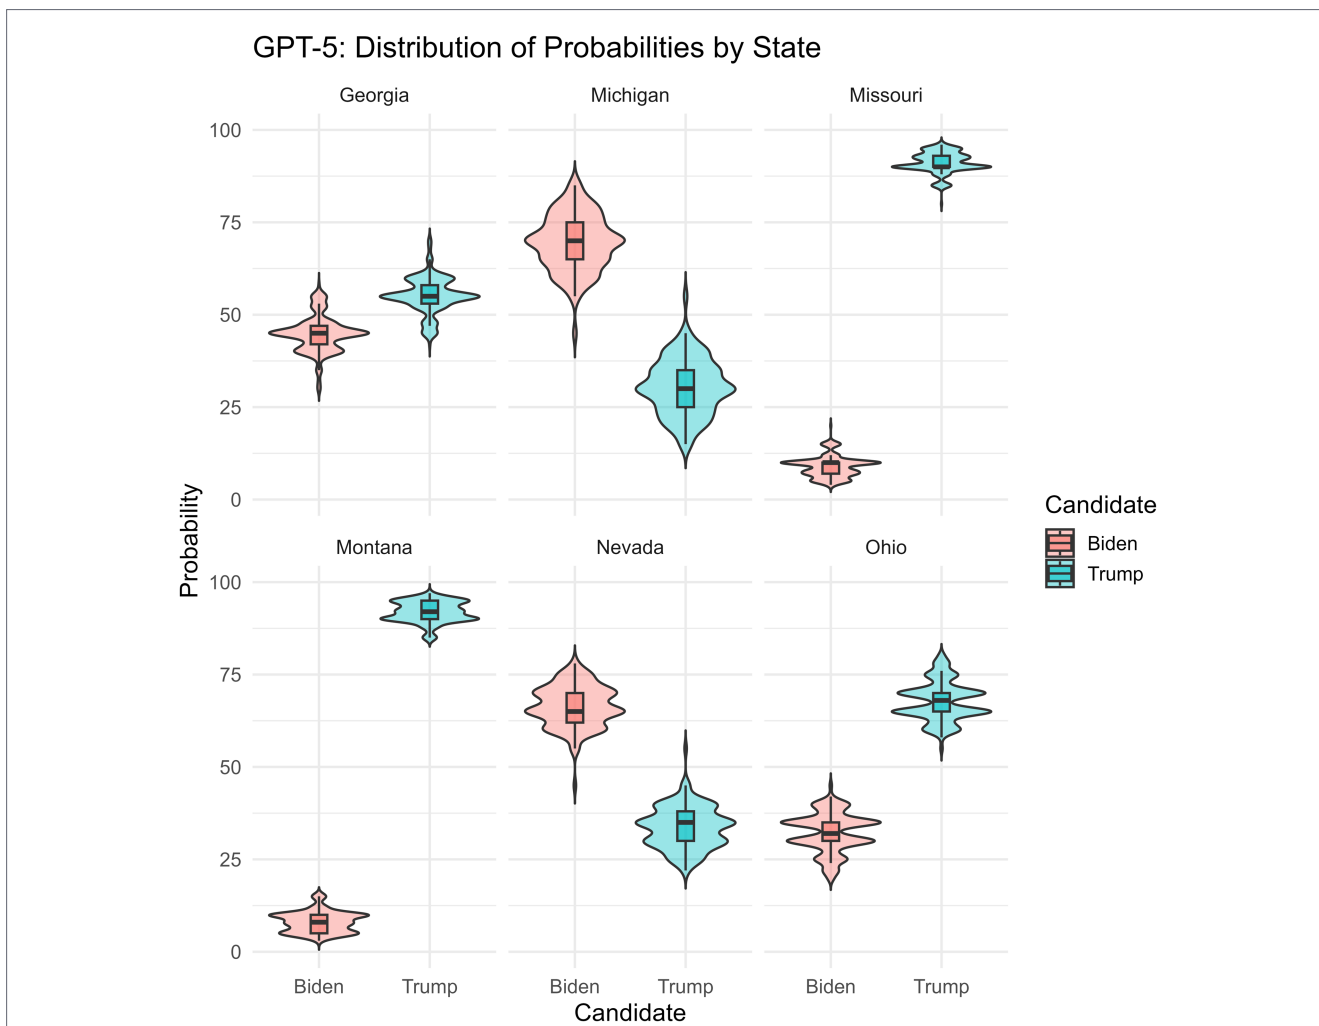 GPT-5: Distribution of Probabilities by State
Georgia Michigan Missouri
100
75
50
25
0
Probability
Montana Nevada Ohio
100
75
50
25
0
Biden Trump Biden Trump Biden Trump
Candidate
Candidate
Biden
Trump